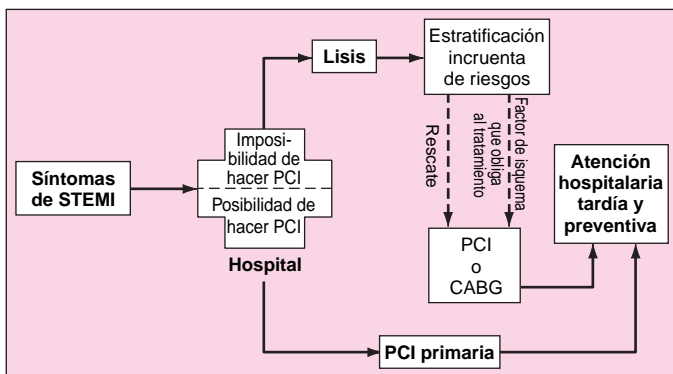 Síntomas
de STEMI
Imposi-
bilidad de
hacer PCI
Posibilidad de
hacer PCI
Hospital
Lisis
Estratificación
incruenta
de riesgos
Rescate
Factor de isquema
que obliga
al tratamiento
PCI
o
CABG
Atención
hospitalaria
tardía y
preventiva
PCI primaria